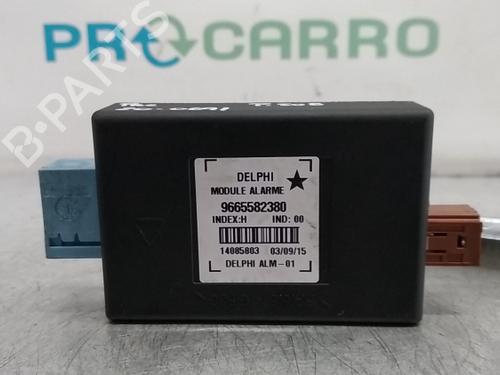 PROCARRO
B-PARTS
DELPHI
MODULE ALARME
9665582380
INDEX:H IND: 00
14085803 03/09/15
DELPHI ALM-01